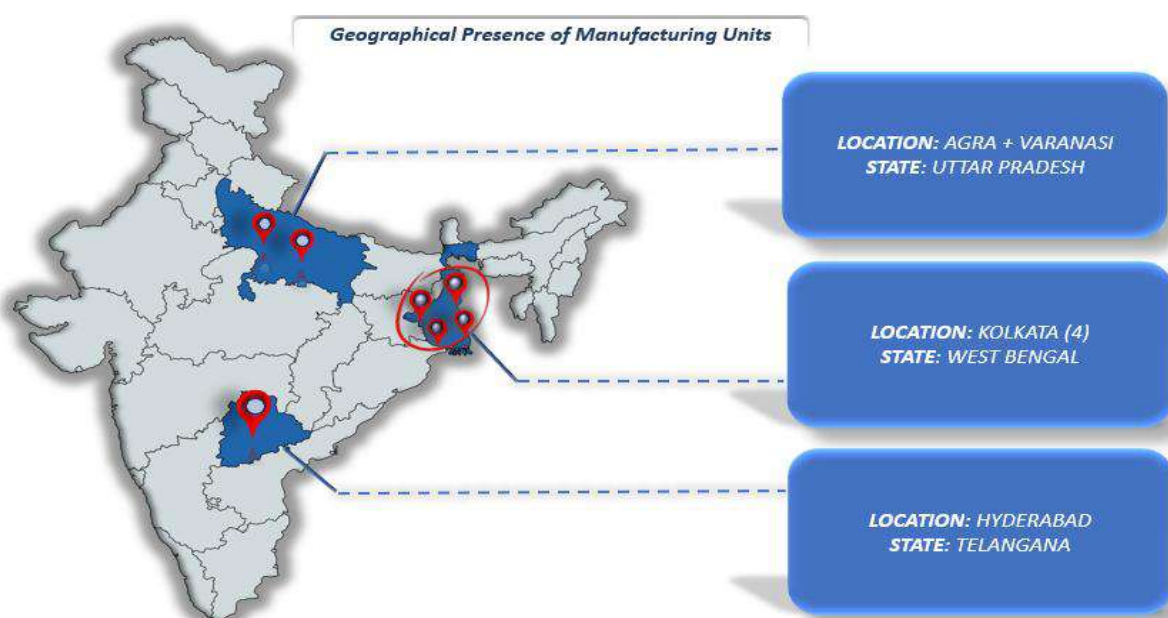 Geographical Presence of Manufacturing Units
LOCATION: AGRA + VARANASI
STATE: UTTAR PRADESH
LOCATION: KOLKATA (4)
STATE: WEST BENGAL
LOCATION: HYDERABAD
STATE: TELANGANA